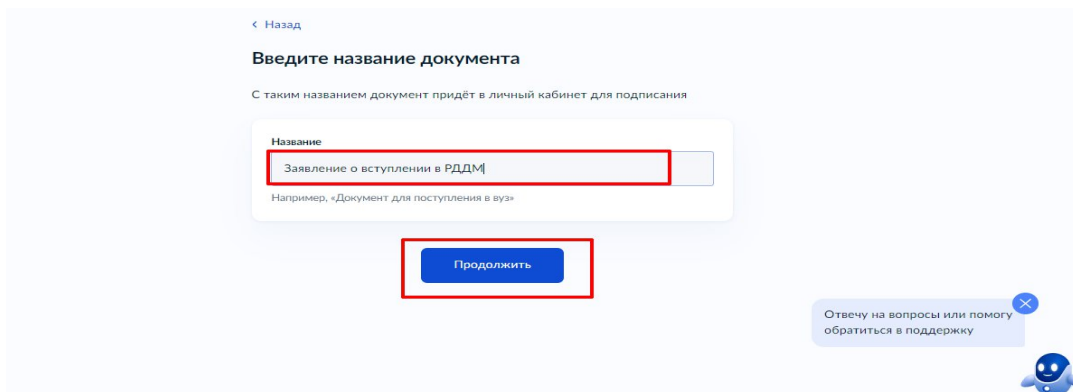 Назад
Введите название документа
С таким названием документ придёт в личный кабинет для подписания
Название
Заявление о вступлении в РДДМ
Например, «Документ для поступления в вуз»
Продолжить
Отвечу на вопросы или помогу
обратиться в поддержку